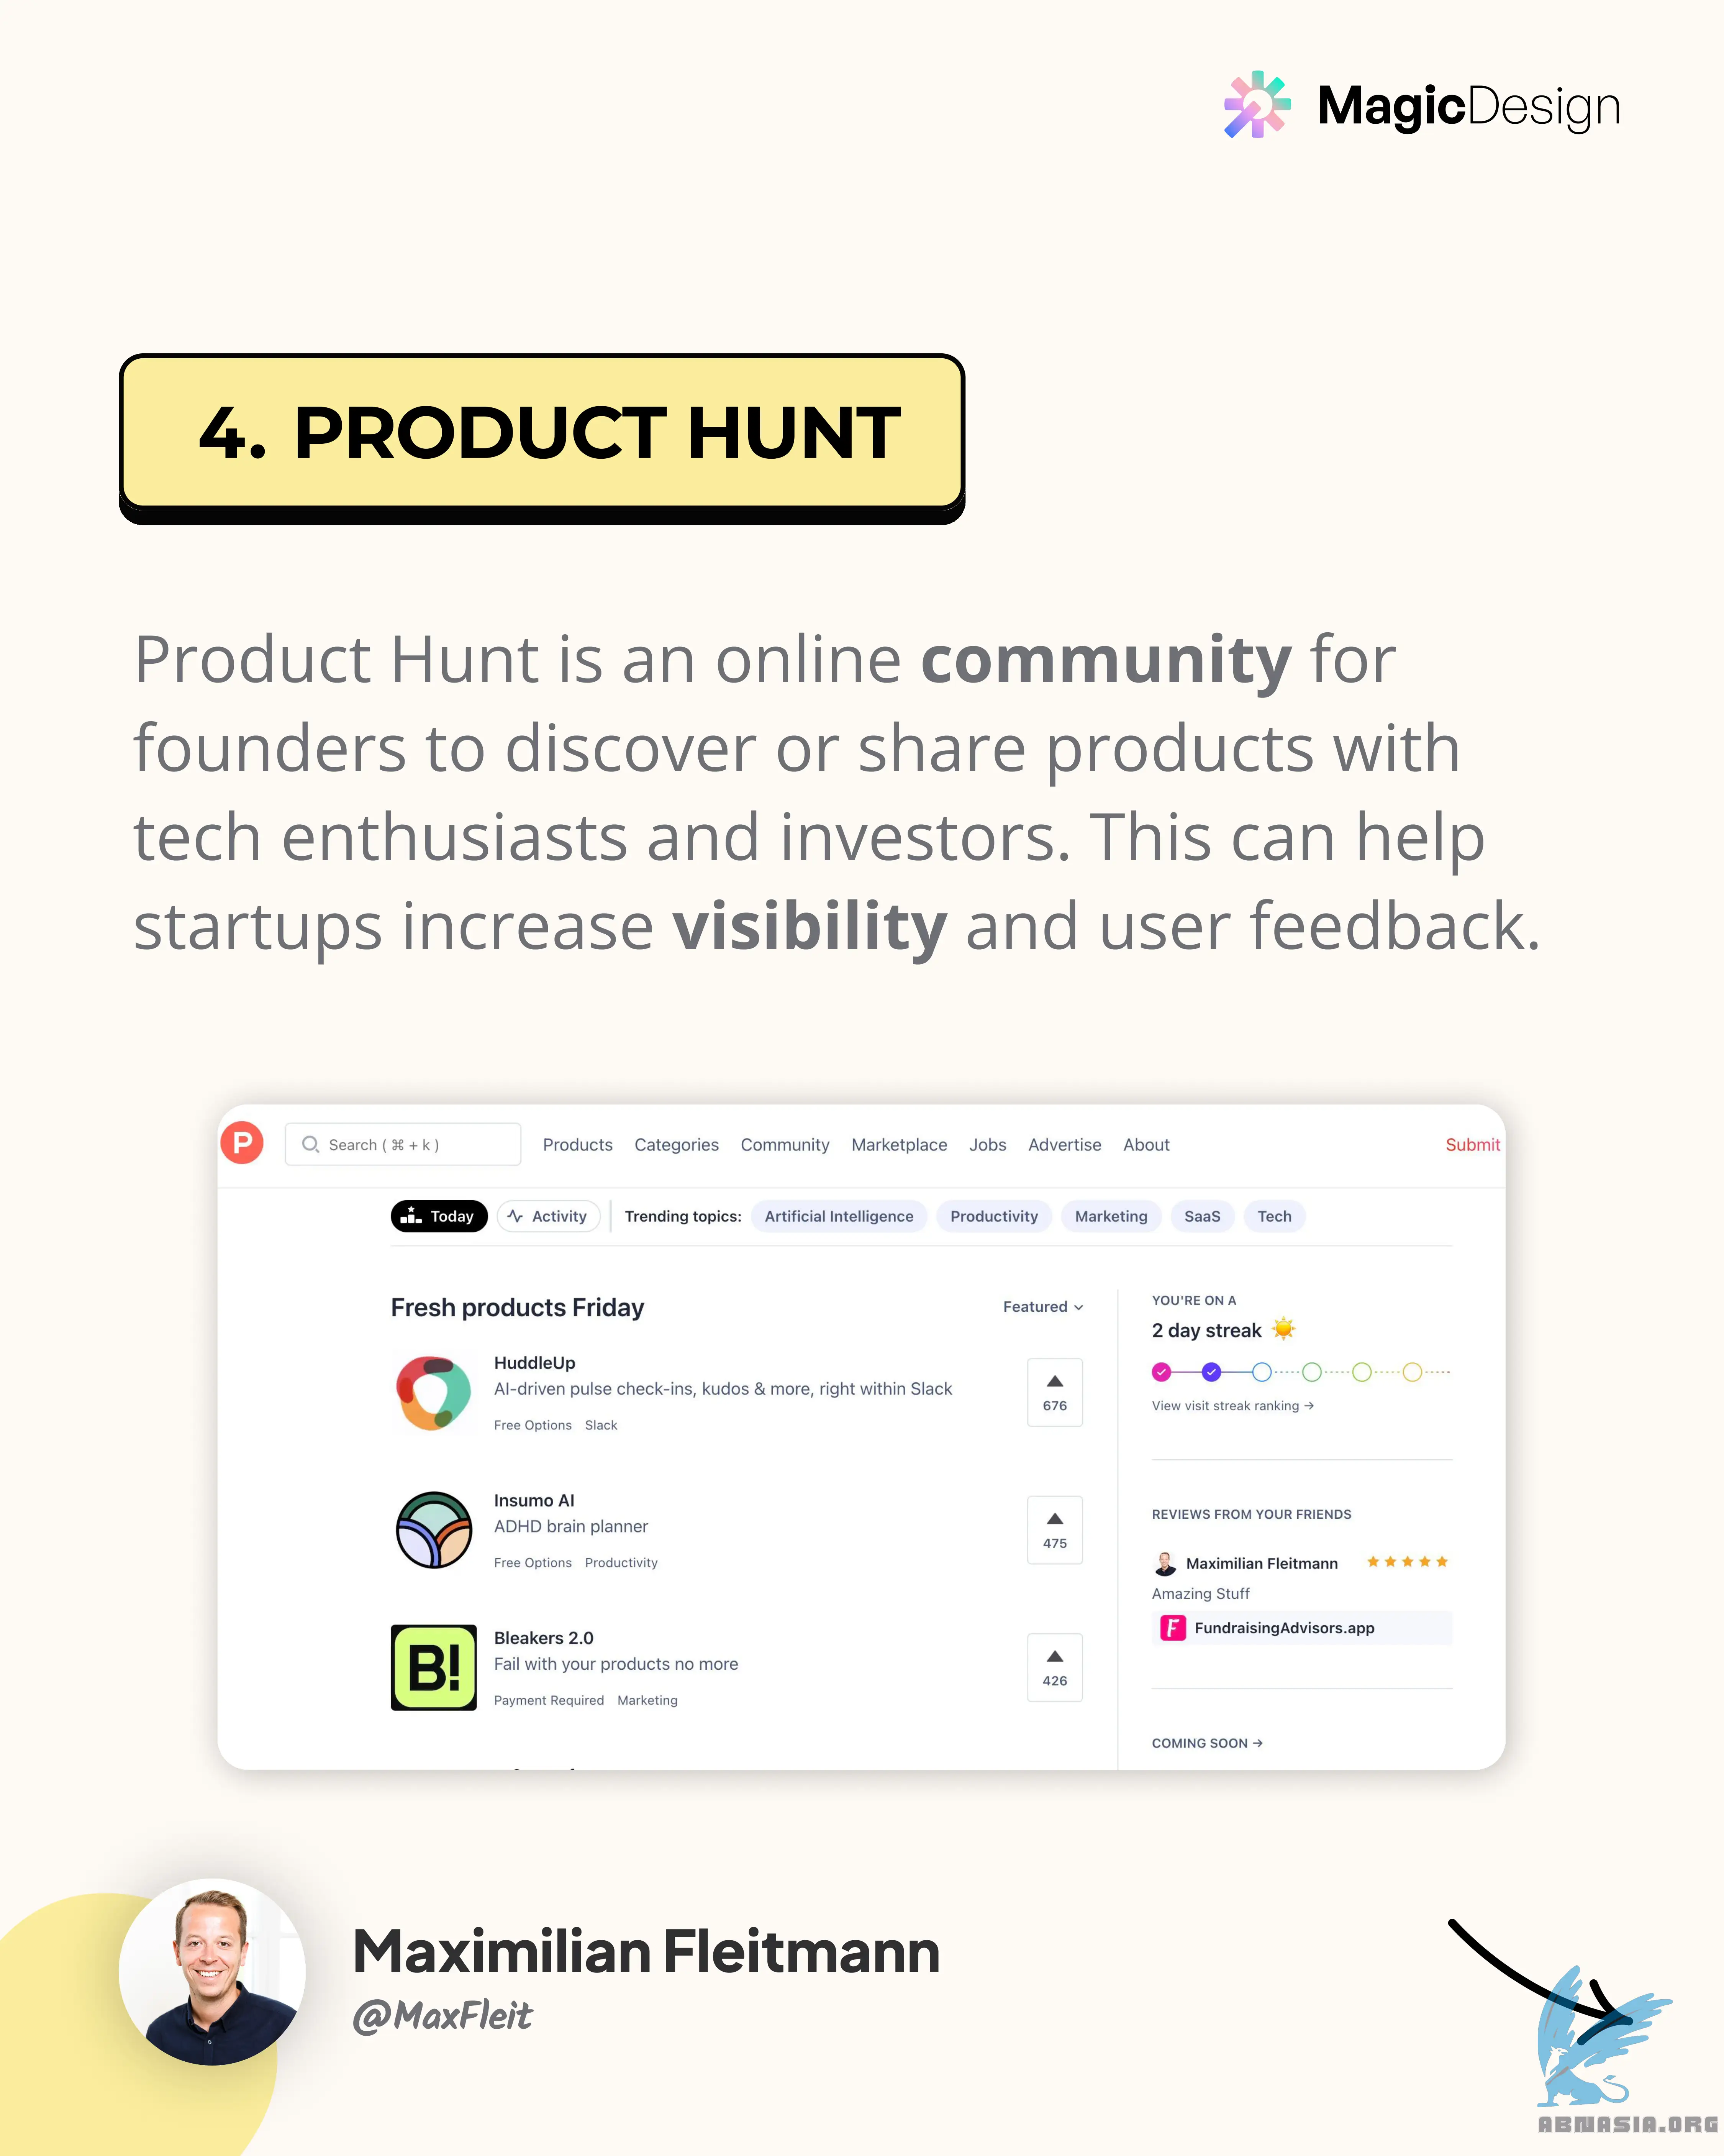 MagicDesign
4. PRODUCT HUNT
Product Hunt is an online community for
founders to discover or share products with
tech enthusiasts and investors. This can help
startups increase visibility and user feedback.
P
Search ( ⌘ + k )
Products Categories Community Marketplace Jobs Advertise About
Submit
Today Activity Trending topics: Artificial Intelligence Productivity Marketing SaaS Tech
Fresh products Friday
Featured
HuddleUp
AI-driven pulse check-ins, kudos & more, right within Slack
Free Options Slack
676
Insumo AI
ADHD brain planner
Free Options Productivity
475
B!
Bleakers 2.0
Fail with your products no more
Payment Required Marketing
426
YOU'RE ON A
2 day streak
View visit streak ranking →
REVIEWS FROM YOUR FRIENDS
Maximilian Fleitmann
Amazing Stuff
F FundraisingAdvisors.app
COMING SOON →
Maximilian Fleitmann
@MaxFleit
ABNASIA.ORG